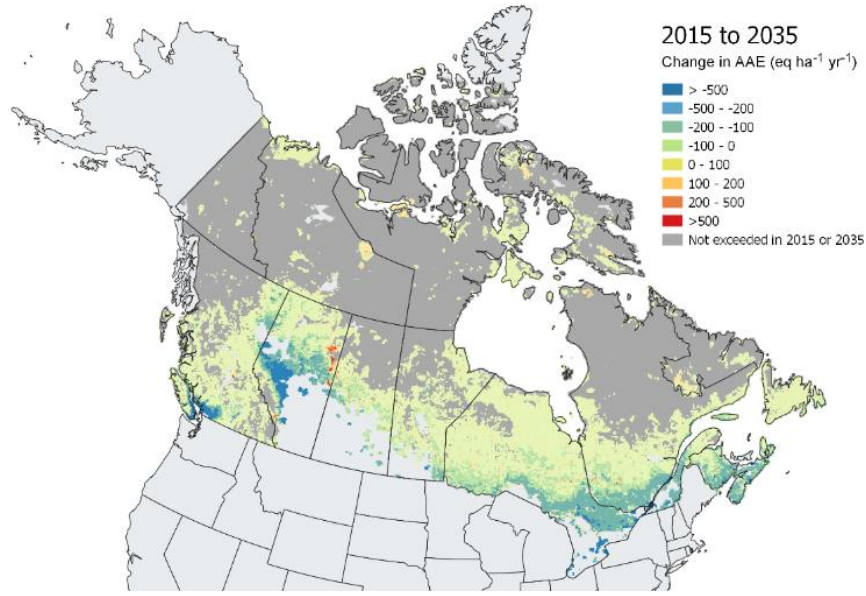 2015 to 2035
Change in AAE (eq ha⁻¹ yr⁻¹)
> -500
-500 - -200
-200 - -100
-100 - 0
0 - 100
100 - 200
200 - 500
>500
Not exceeded in 2015 or 2035